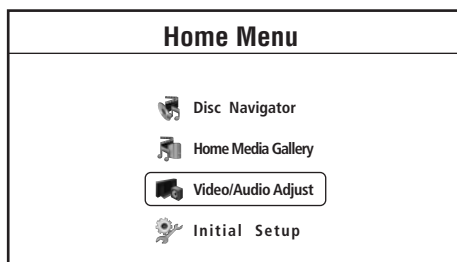 Home Menu
Disc Navigator
Home Media Gallery
Video/Audio Adjust
Initial Setup